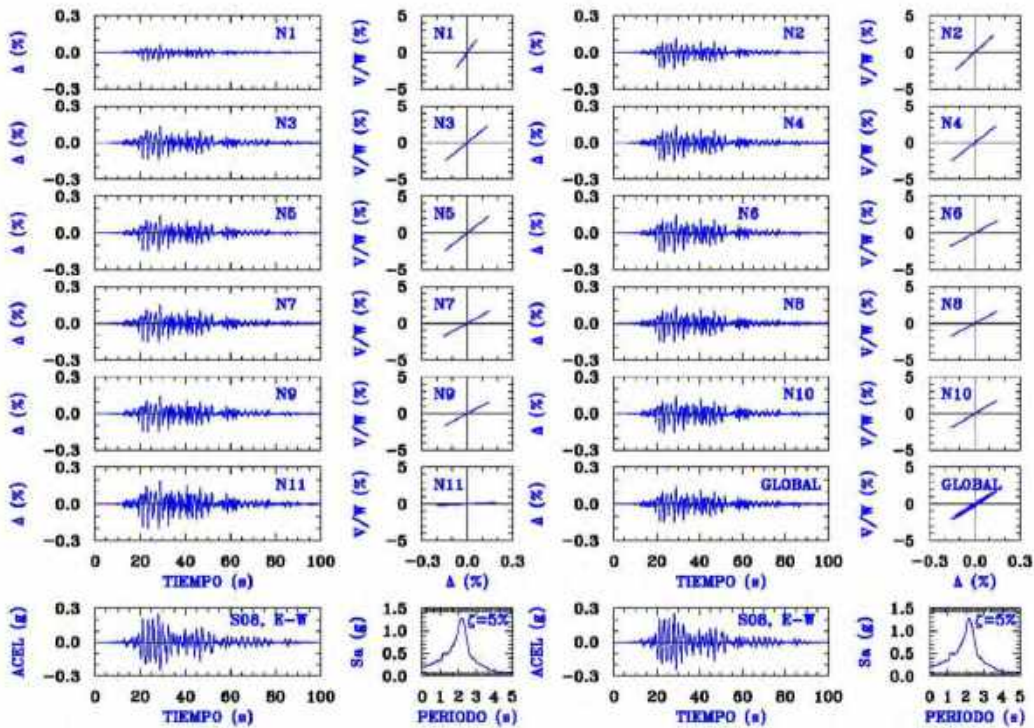 Δ (%) 0.3 0.0 −0.3 N1 V/W (%) 5 0 −5 N1 Δ (%) 0.3 0.0 −0.3 N2 V/W (%) 5 0 −5 N2
Δ (%) 0.3 0.0 −0.3 N3 V/W (%) 5 0 −5 N3 Δ (%) 0.3 0.0 −0.3 N4 V/W (%) 5 0 −5 N4
Δ (%) 0.3 0.0 −0.3 N5 V/W (%) 5 0 −5 N5 Δ (%) 0.3 0.0 −0.3 N6 V/W (%) 5 0 −5 N6
Δ (%) 0.3 0.0 −0.3 N7 V/W (%) 5 0 −5 N7 Δ (%) 0.3 0.0 −0.3 N8 V/W (%) 5 0 −5 N8
Δ (%) 0.3 0.0 −0.3 N9 V/W (%) 5 0 −5 N9 Δ (%) 0.3 0.0 −0.3 N10 V/W (%) 5 0 −5 N10
Δ (%) 0.3 0.0 −0.3 N11 V/W (%) 5 0 −5 N11 Δ (%) 0.3 0.0 −0.3 GLOBAL V/W (%) 5 0 −5 GLOBAL
0 20 40 60 80 100 −0.3 0.0 0.3 0 20 40 60 80 100 −0.3 0.0 0.3
TIEMPO (s) Δ (%) TIEMPO (s) Δ (%)
ACEL (g) 0.3 0.0 −0.3 S08, E−W Sa (g) 1.5 1.0 0.5 0.0 ζ=5% ACEL (g) 0.3 0.0 −0.3 S08, E−W Sa (g) 1.5 1.0 0.5 0.0 ζ=5%
0 20 40 60 80 100 0 1 2 3 4 5 0 20 40 60 80 100 0 1 2 3 4 5
TIEMPO (s) PERIODO (s) TIEMPO (s) PERIODO (s)